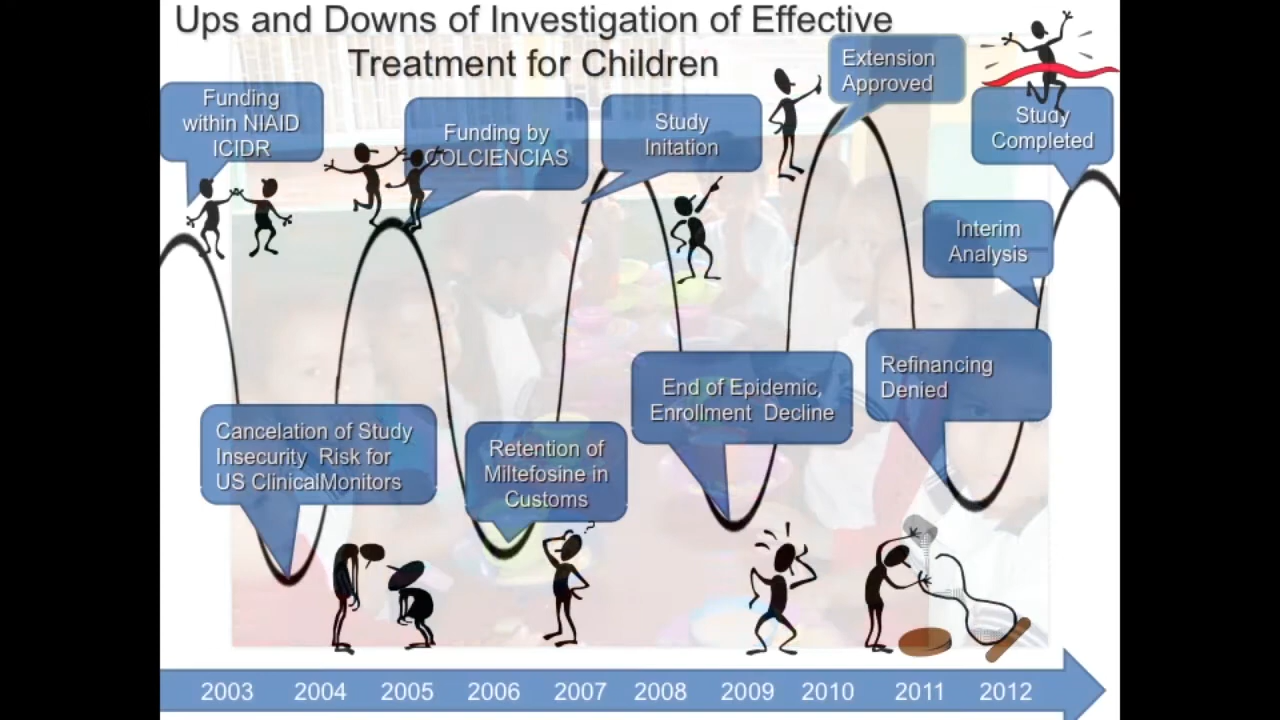 Ups and Downs of Investigation of Effective
Treatment for Children
Funding
within NIAID
ICIDR
Funding by
COLCIENCIAS
Study
Initation
Extension
Approved
Study
Completed
Interim
Analysis
Cancelation of Study
Insecurity Risk for
US ClinicalMonitors
Retention of
Miltefosine in
Customs
End of Epidemic,
Enrollment Decline
Refinancing
Denied
?
2003 2004 2005 2006 2007 2008 2009 2010 2011 2012